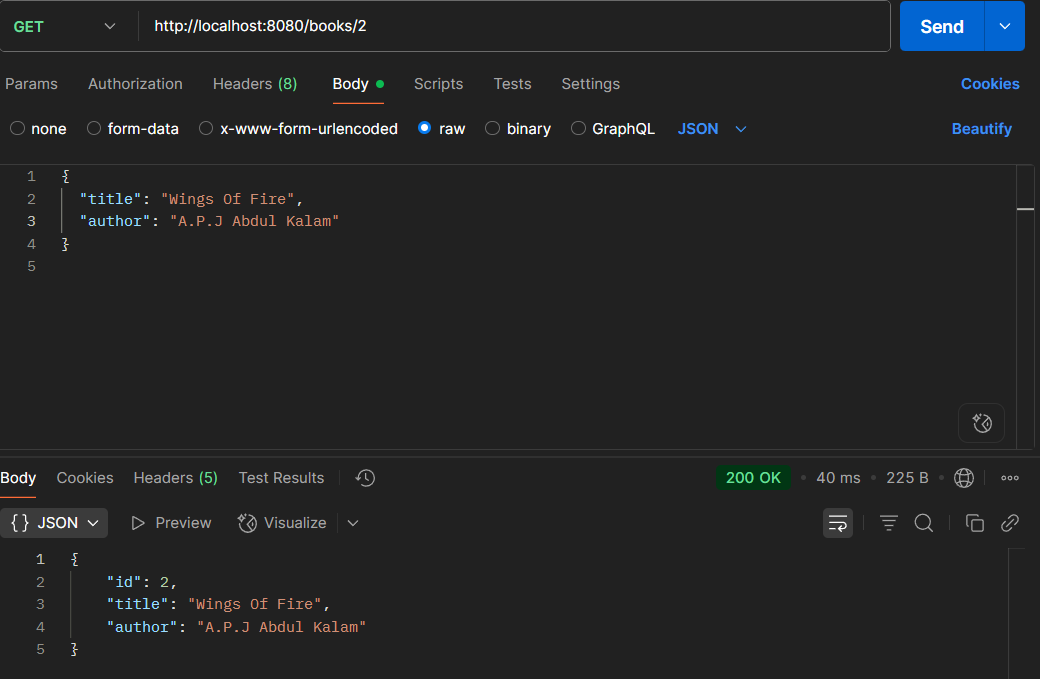 GET http://localhost:8080/books/2 Send
Params Authorization Headers (8) Body Scripts Tests Settings Cookies
none form-data x-www-form-urlencoded raw binary GraphQL JSON Beautify
1 {
2 "title": "Wings Of Fire",
3 "author": "A.P.J Abdul Kalam"
4 }
5
Body Cookies Headers (5) Test Results 200 OK • 40 ms • 225 B •
{} JSON Preview Visualize
1 {
2 "id": 2,
3 "title": "Wings Of Fire",
4 "author": "A.P.J Abdul Kalam"
5 }